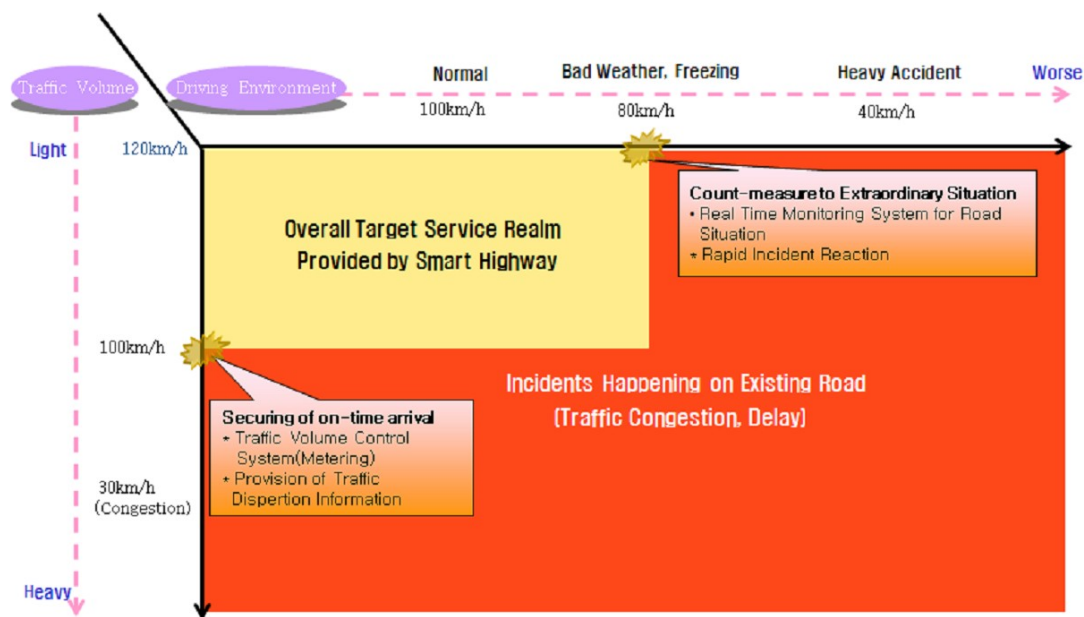 Normal
Bad Weather, Freezing
Heavy Accident
Worse
Traffic Volume
Driving Environment
100km/h
80km/h
40km/h
Light
120km/h
Count-measure to Extraordinary Situation
* Real Time Monitoring System for Road
Situation
* Rapid Incident Reaction
Overall Target Service Realm
Provided by Smart Highway
100km/h
Incidents Happening on Existing Road
(Traffic Congestion, Delay)
Securing of on-time arrival
* Traffic Volume Control
System(Metering)
* Provision of Traffic
Dispertion Information
30km/h
(Congestion)
Heavy